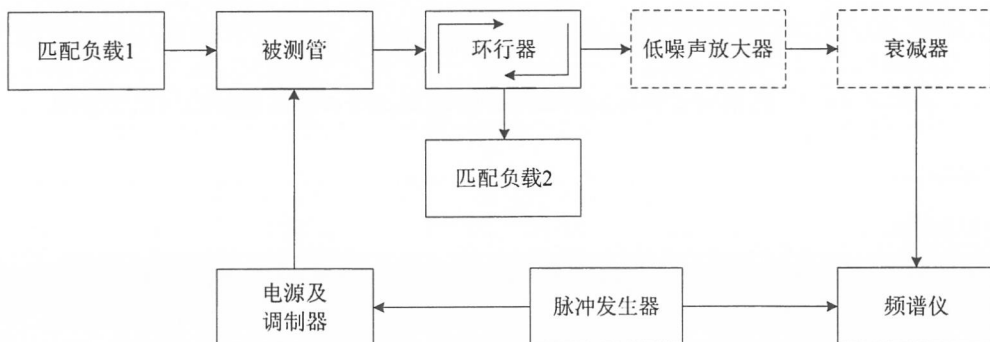 匹配负载1
被测管
环行器
低噪声放大器
衰减器
匹配负载2
电源及
调制器
脉冲发生器
频谱仪